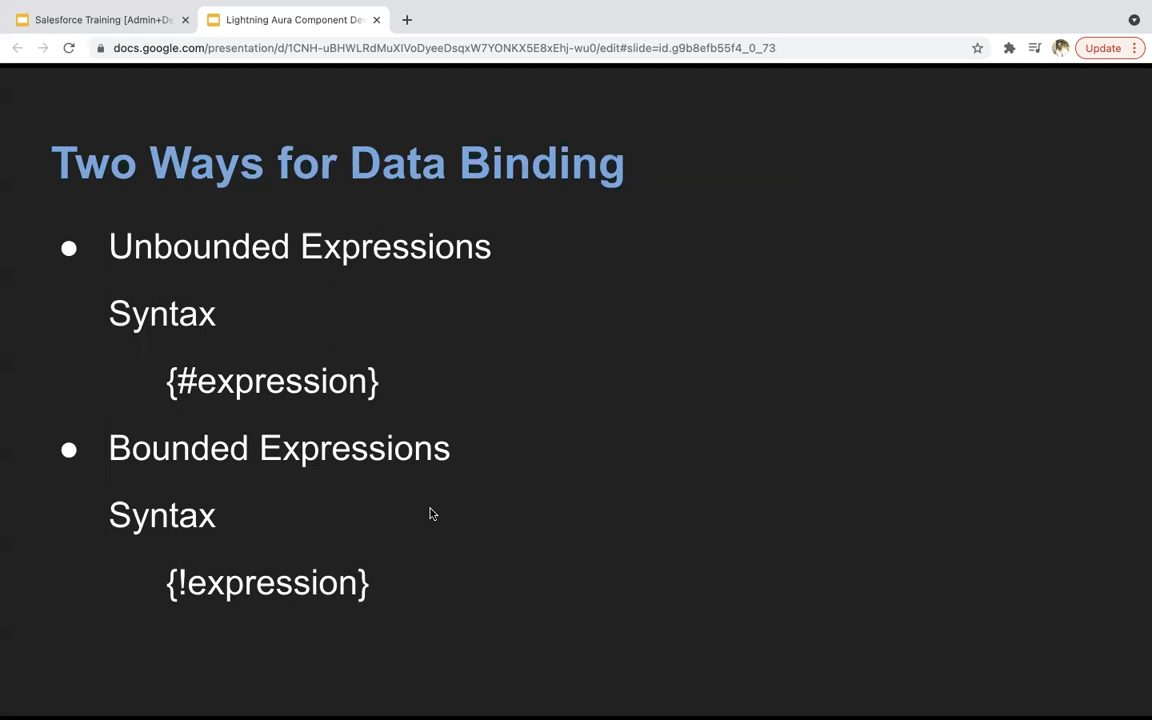 Salesforce Training [Admin+De
Lightning Aura Component De
docs.google.com/presentation/d/1CNH-uBHWLRdMuXIVoDyeeDsqxW7YONKX5E8xEhj-wu0/edit#slide=id.g9b8efb55f4_0_73
Update
Two Ways for Data Binding
● Unbounded Expressions
Syntax
{#expression}
● Bounded Expressions
Syntax
{!expression}